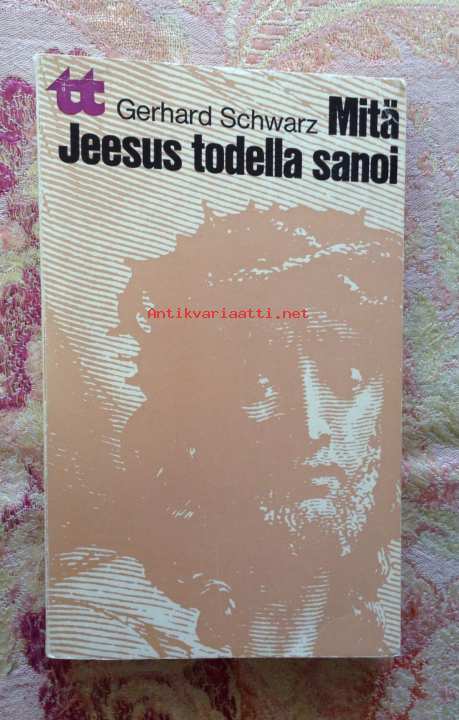 tt
Gerhard Schwarz Mitä
Jeesus todella sanoi
Antikvariaatti.net